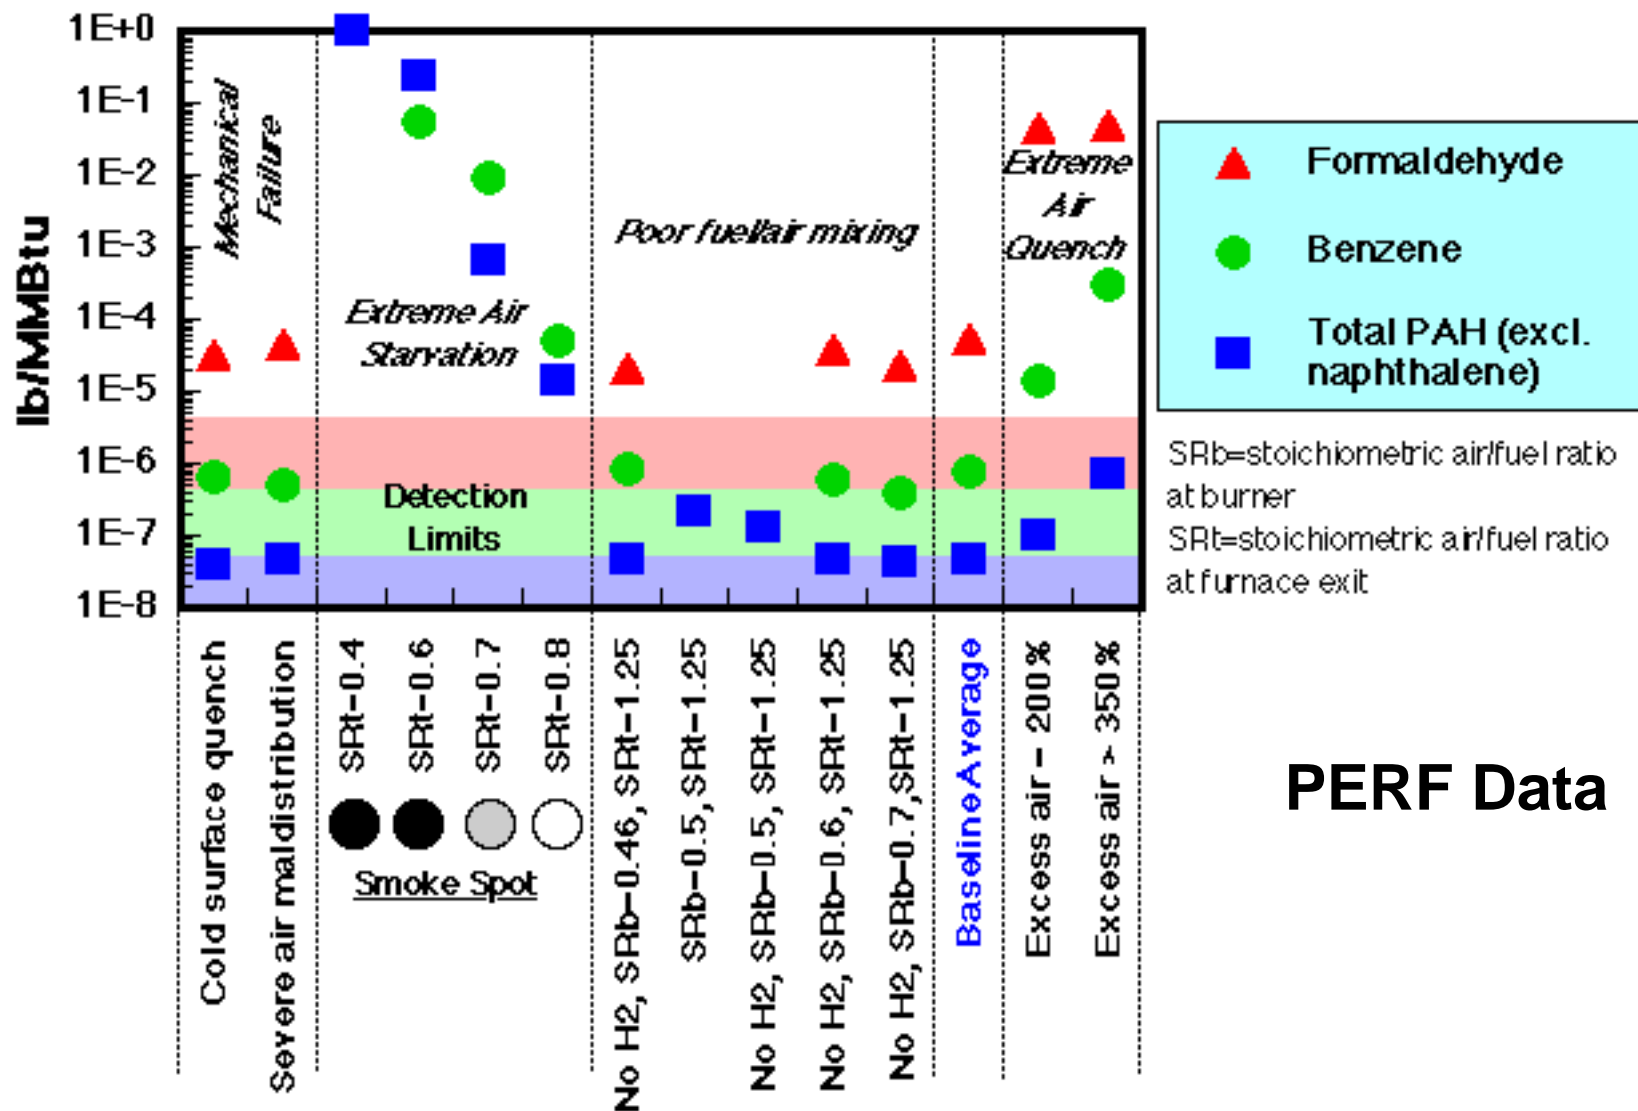 1E+0
1E-1
1E-2
1E-3
1E-4
1E-5
1E-6
1E-7
1E-8
lb/MMBtu
Mechanical
Failure
Extreme Air
Starvation
Poor fuel/air mixing
Extreme
Air
Quench
Detection
Limits
Formaldehyde
Benzene
Total PAH (excl.
naphthalene)
SRb=stoichiometric air/fuel ratio
at burner
SRt=stoichiometric air/fuel ratio
at furnace exit
Cold surface quench
Severe air maldistribution
SRt-0.4
SRt-0.6
SRt-0.7
SRt-0.8
Smoke Spot
No H2, SRb-0.46, SRt-1.25
SRb-0.5, SRt-1.25
No H2, SRb-0.5, SRt-1.25
No H2, SRb-0.6, SRt-1.25
No H2, SRb-0.7,SRt-1.25
Baseline Average
Excess air - 200%
Excess air > 350%
PERF Data